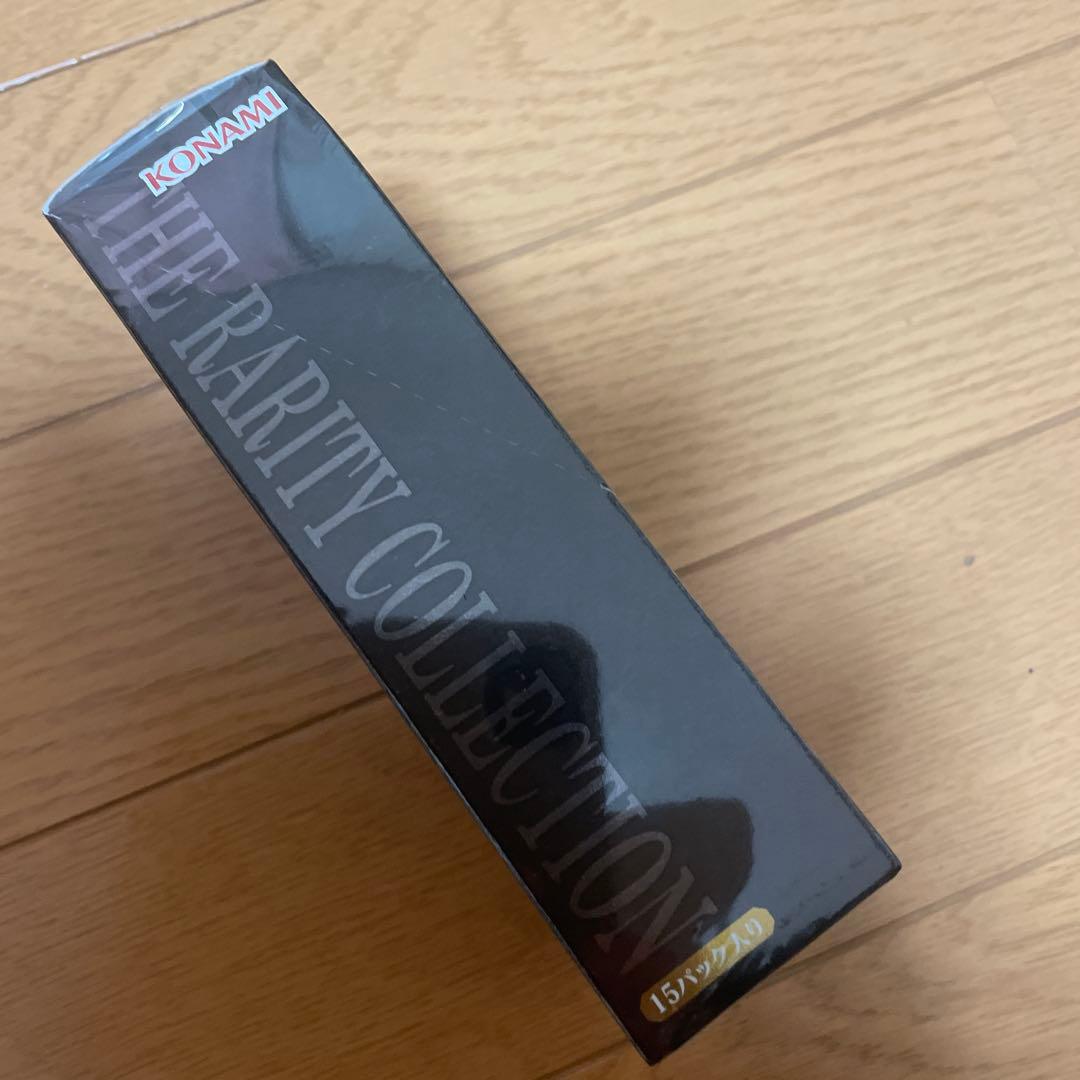 KONAMI
THE RARITY COLLECTION
15パック入り